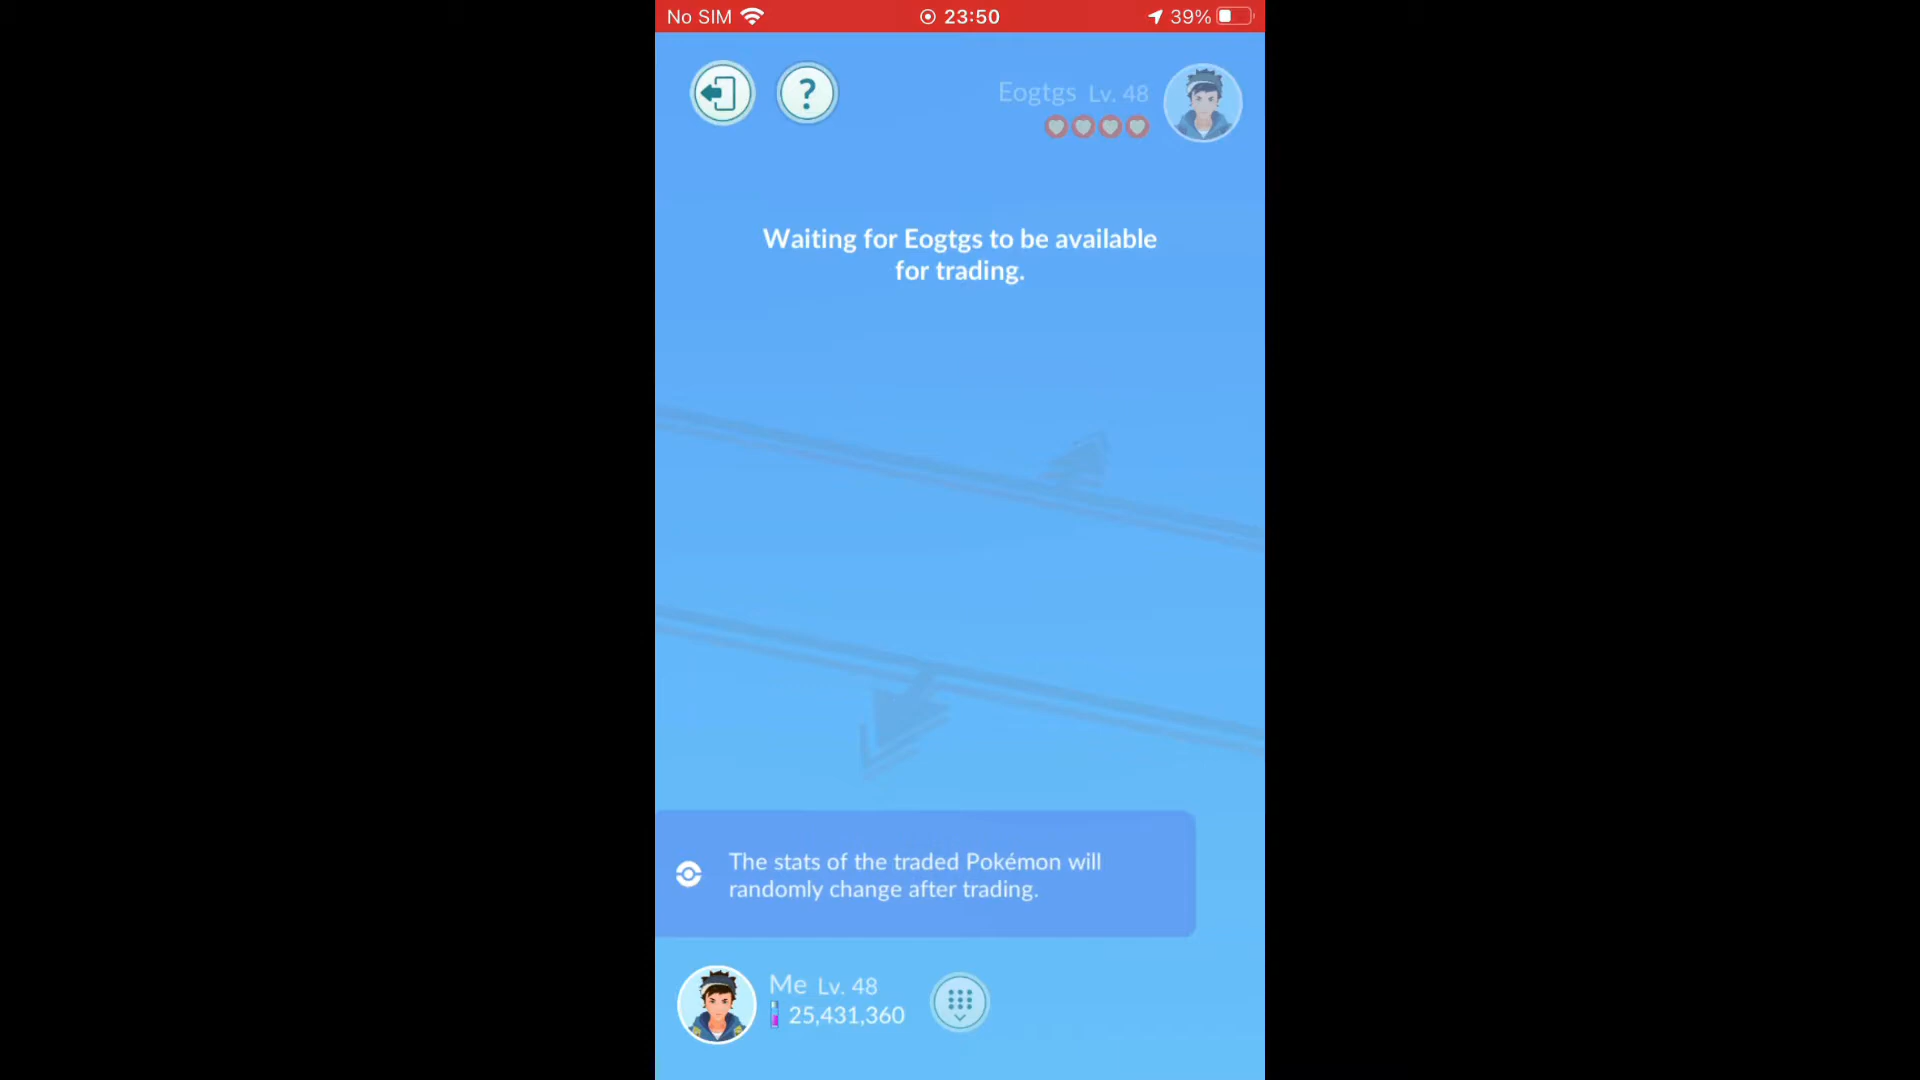 No SIM 23:50 39%
?
Eogtgs Lv. 48
Waiting for Eogtgs to be available
for trading.
The stats of the traded Pokémon will
randomly change after trading.
Me Lv. 48
25,431,360